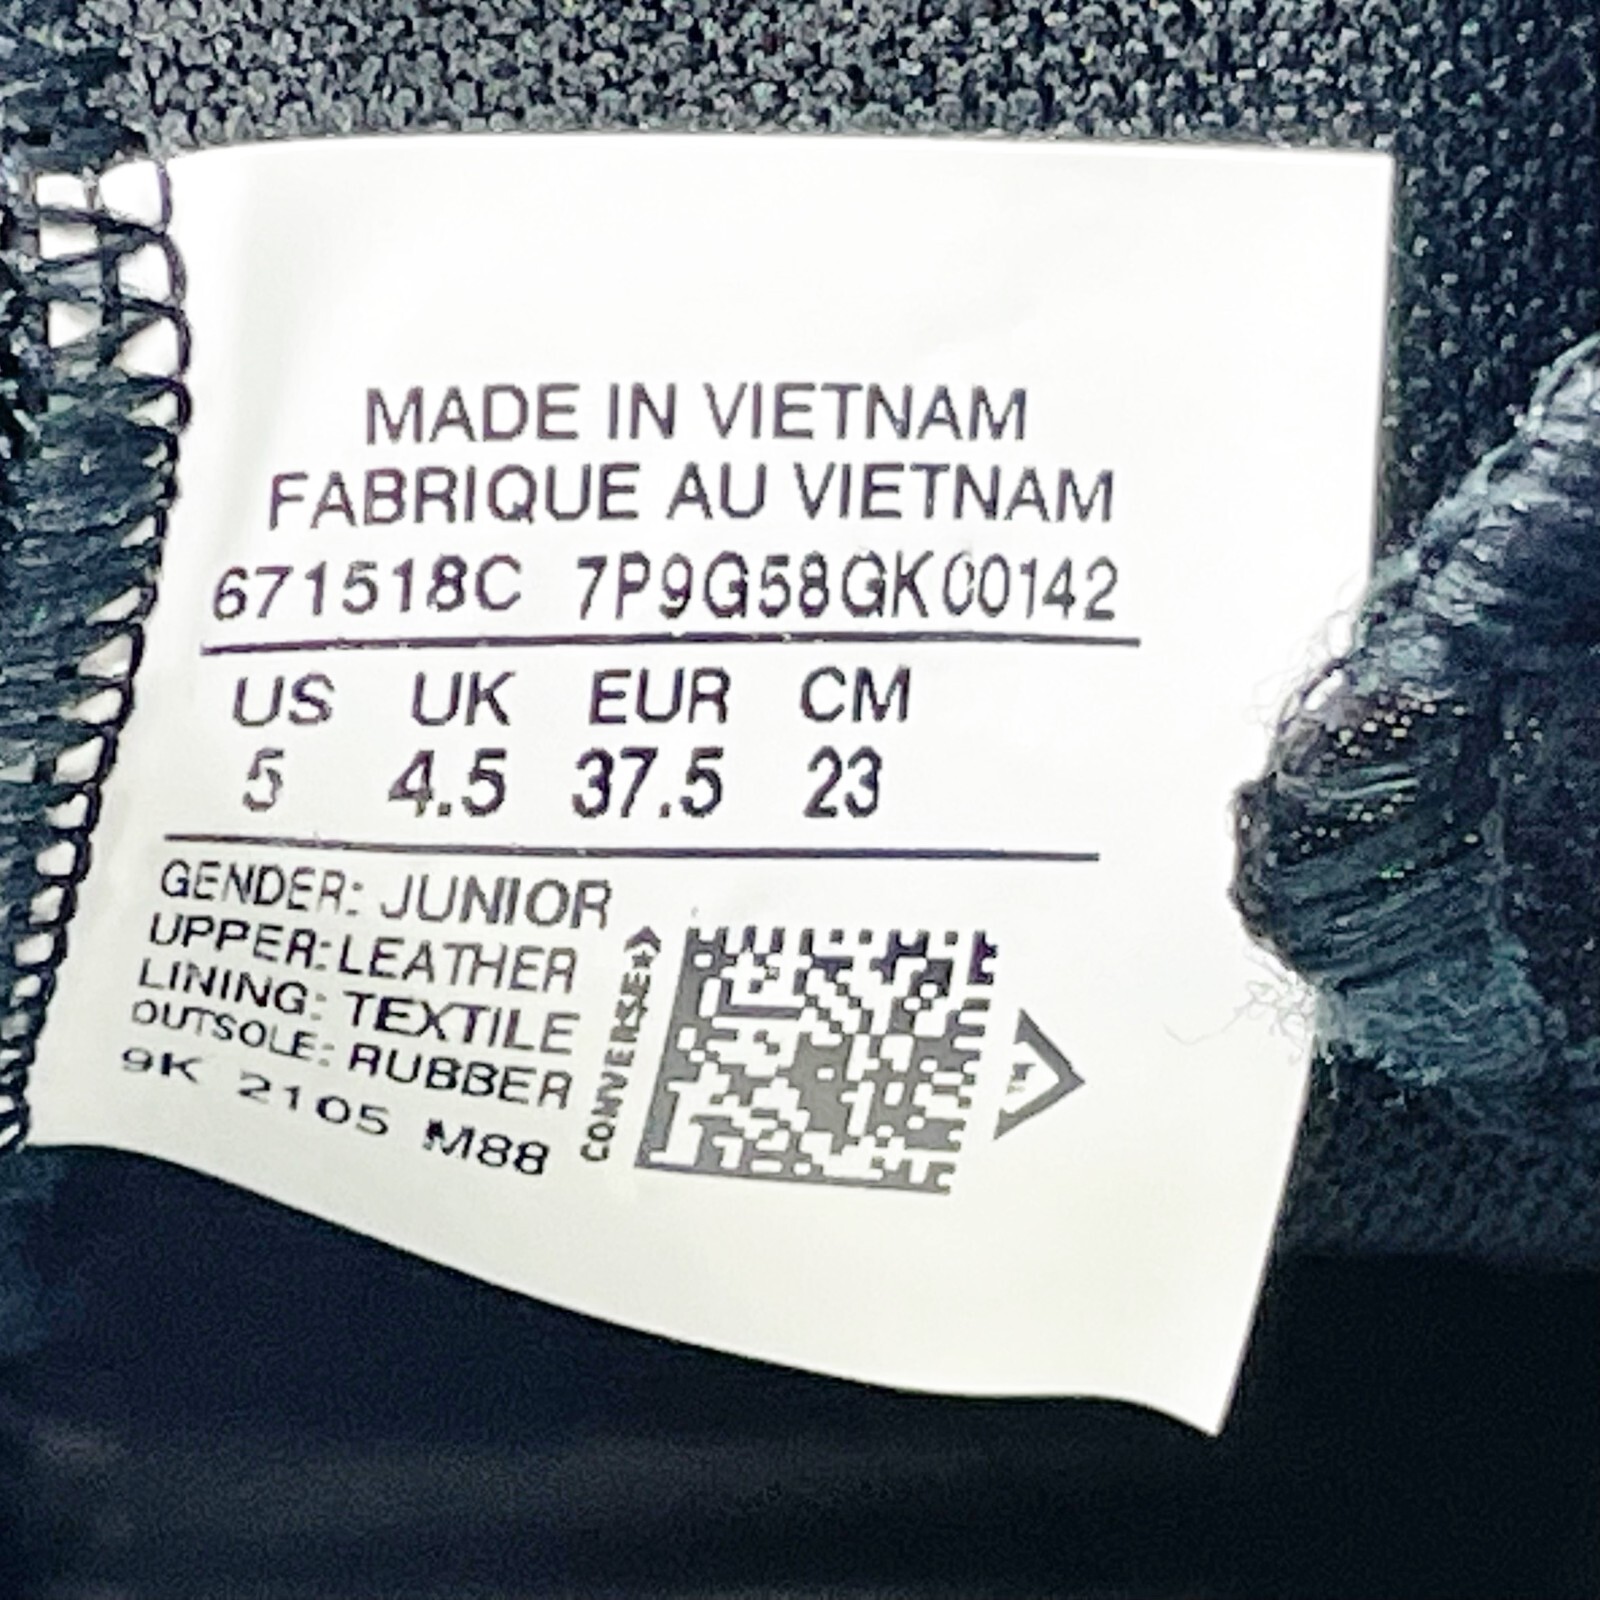 MADE IN VIETNAM
FABRIQUE AU VIETNAM
671518C 7P9G58GK00142
US UK EUR CM
5 4.5 37.5 23
GENDER: JUNIOR
UPPER: LEATHER
LINING: TEXTILE
OUTSOLE: RUBBER
9K 2105 M88
CONVERSE
TM